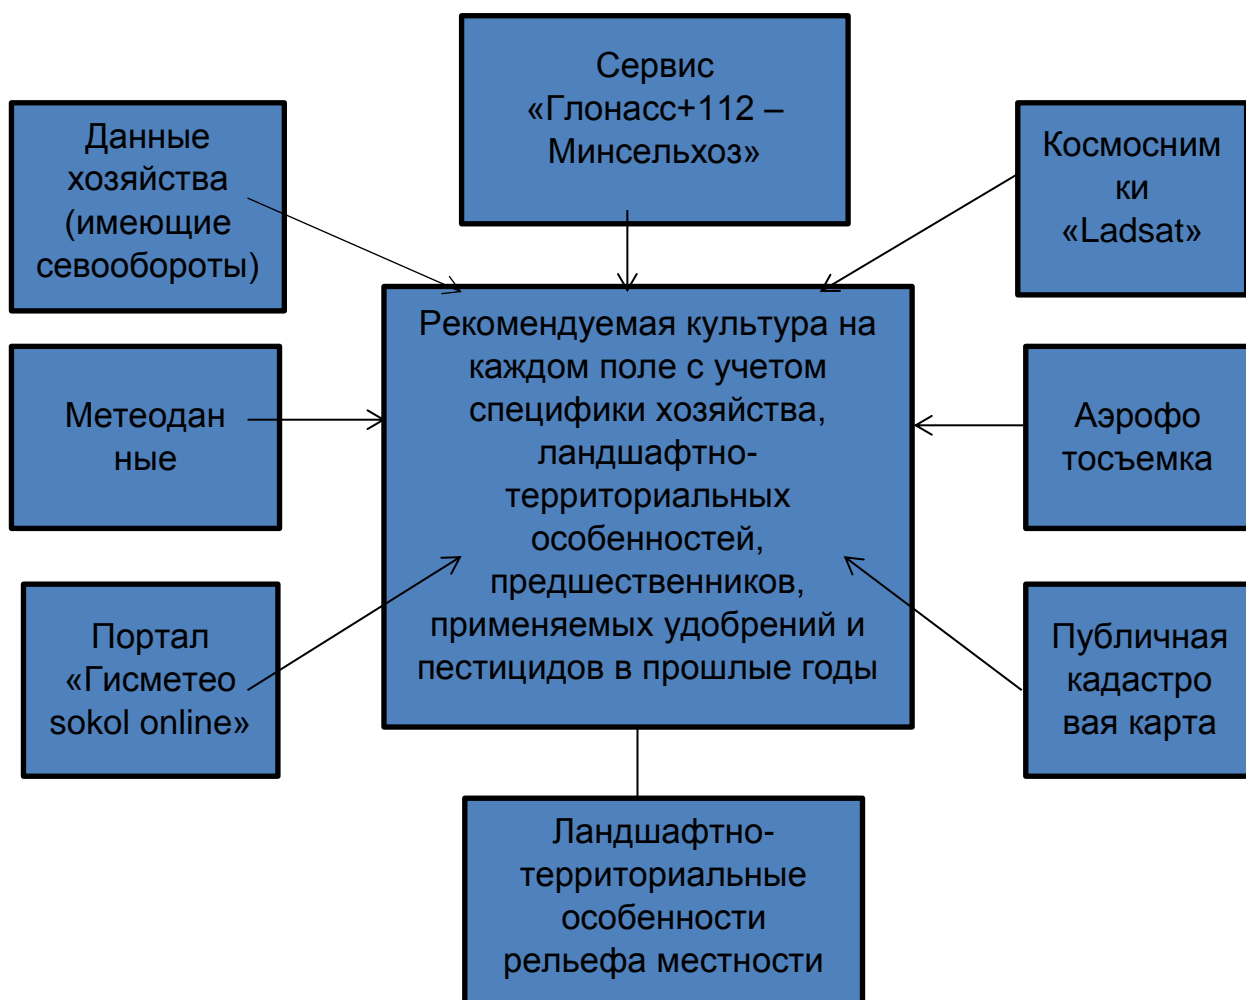 Сервис
«Глонасс+112 –
Минсельхоз»
Данные
хозяйства
(имеющие
севообороты)
Космосним
ки
«Ladsat»
Рекомендуемая культура на
каждом поле с учетом
специфики хозяйства,
ландшафтно-
территориальных
особенностей,
предшественников,
применяемых удобрений и
пестицидов в прошлые годы
Метеодан
ные
Аэрофо
тосъемка
Портал
«Гисметео
sokol online»
Публичная
кадастро
вая карта
Ландшафтно-
территориальные
особенности
рельефа местности